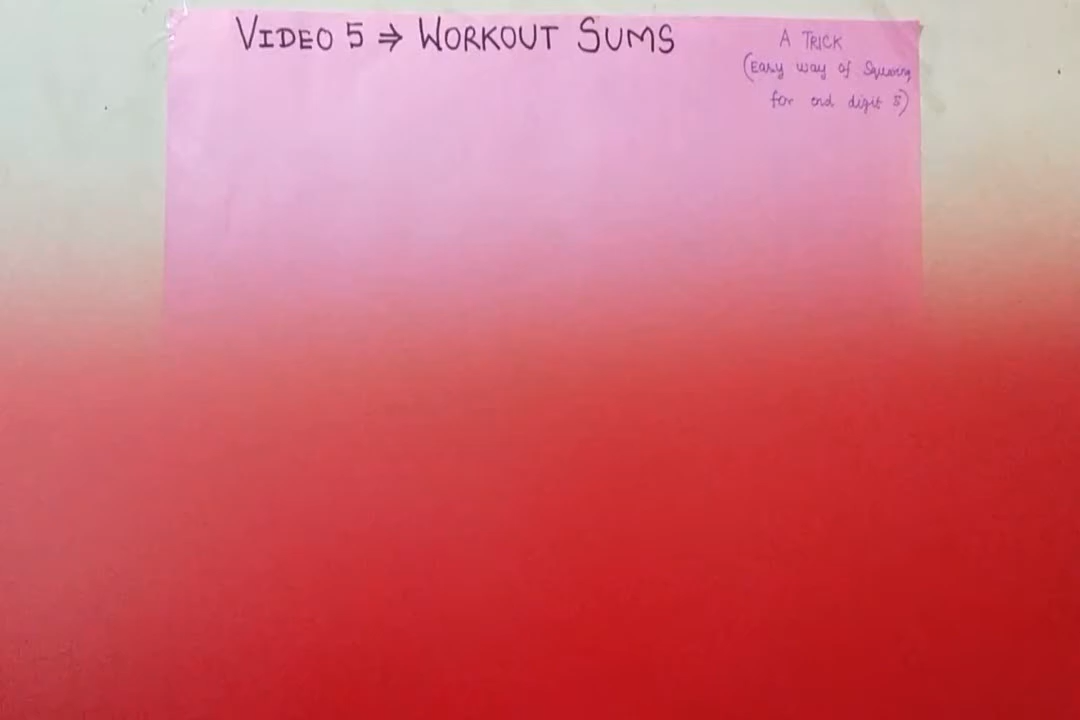 VIDEO 5 ⇒ WORKOUT SUMS
A TRICK
(Easy way of Squaring
for end digit 5)